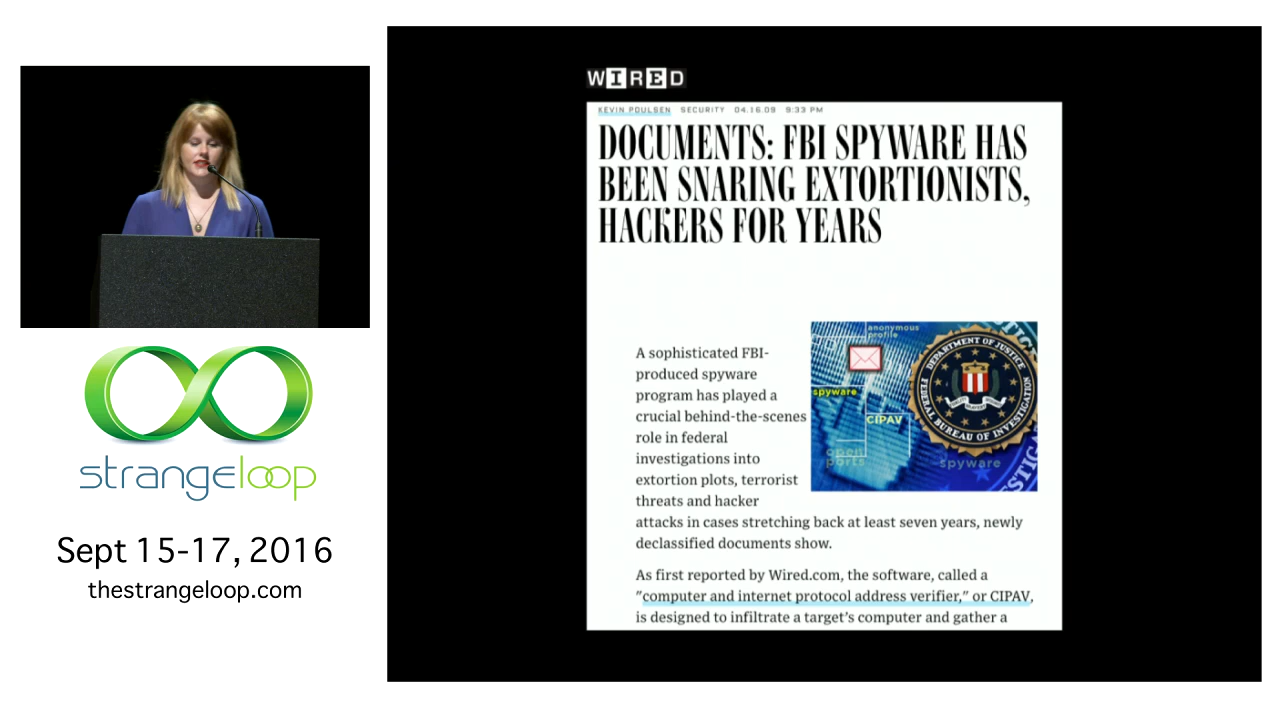 strangeloop
Sept 15-17, 2016
thestrangeloop.com
WIRED
KEVIN POULSEN SECURITY 04.16.09 9:33 PM
DOCUMENTS: FBI SPYWARE HAS
BEEN SNARING EXTORTIONISTS,
HACKERS FOR YEARS
A sophisticated FBI-
produced spyware
program has played a
crucial behind-the-scenes
role in federal
investigations into
extortion plots, terrorist
threats and hacker
attacks in cases stretching back at least seven years, newly
declassified documents show.
As first reported by Wired.com, the software, called a
"computer and internet protocol address verifier," or CIPAV,
is designed to infiltrate a target's computer and gather a
anonymous
profile
spyware
CIPAV
open
ports
spyware
DEPARTMENT OF JUSTICE
FEDERAL BUREAU OF INVESTIGATION